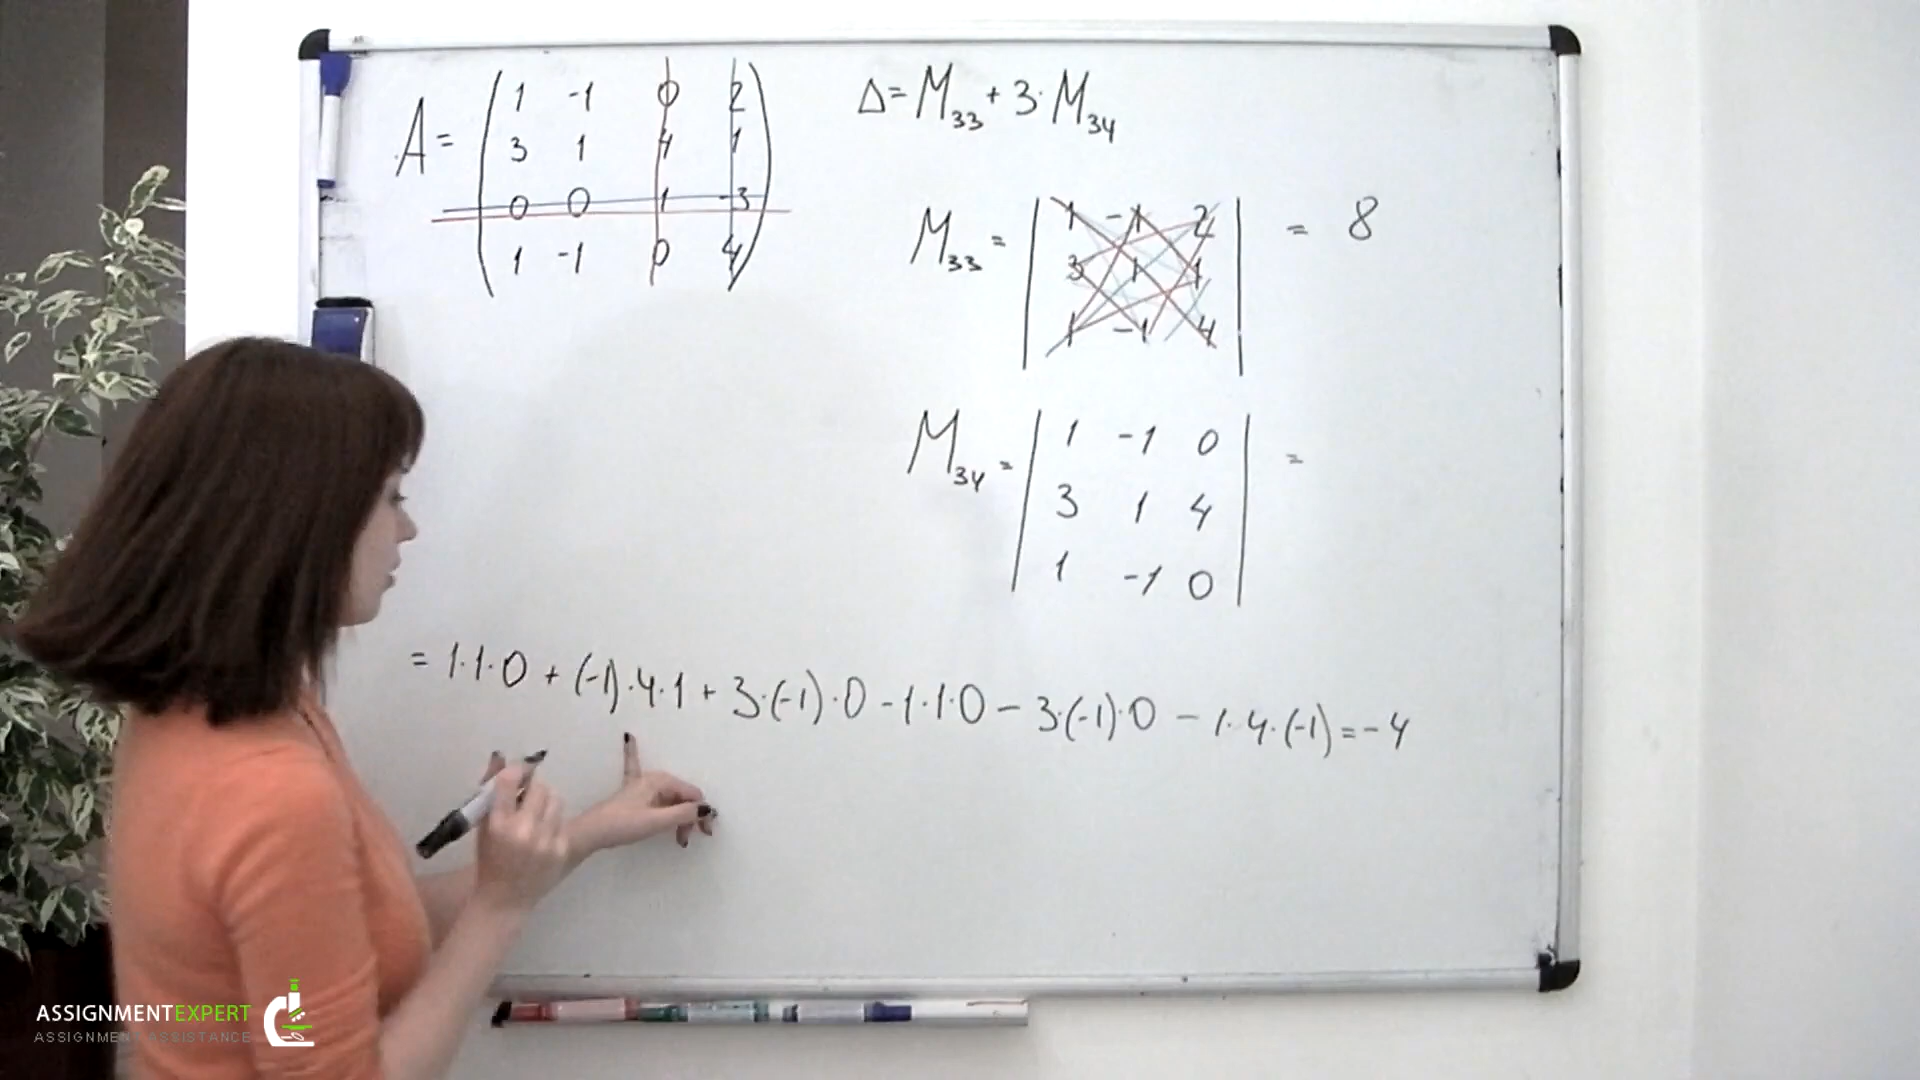 A = ( 1 -1 0 2
3 1 4 1
0 0 1 -3
1 -1 0 4 )
Δ = M₃₃ + 3·M₃₄
M₃₃ = | 1 -1 2
3 1 1
1 -1 4 | = 8
M₃₄ = | 1 -1 0
3 1 4
1 -1 0 | =
= 1·1·0 + (-1)·4·1 + 3·(-1)·0 - 1·1·0 - 3·(-1)·0 - 1·4·(-1) = -4
ASSIGNMENTEXPERT
ASSIGNMENT ASSISTANCE